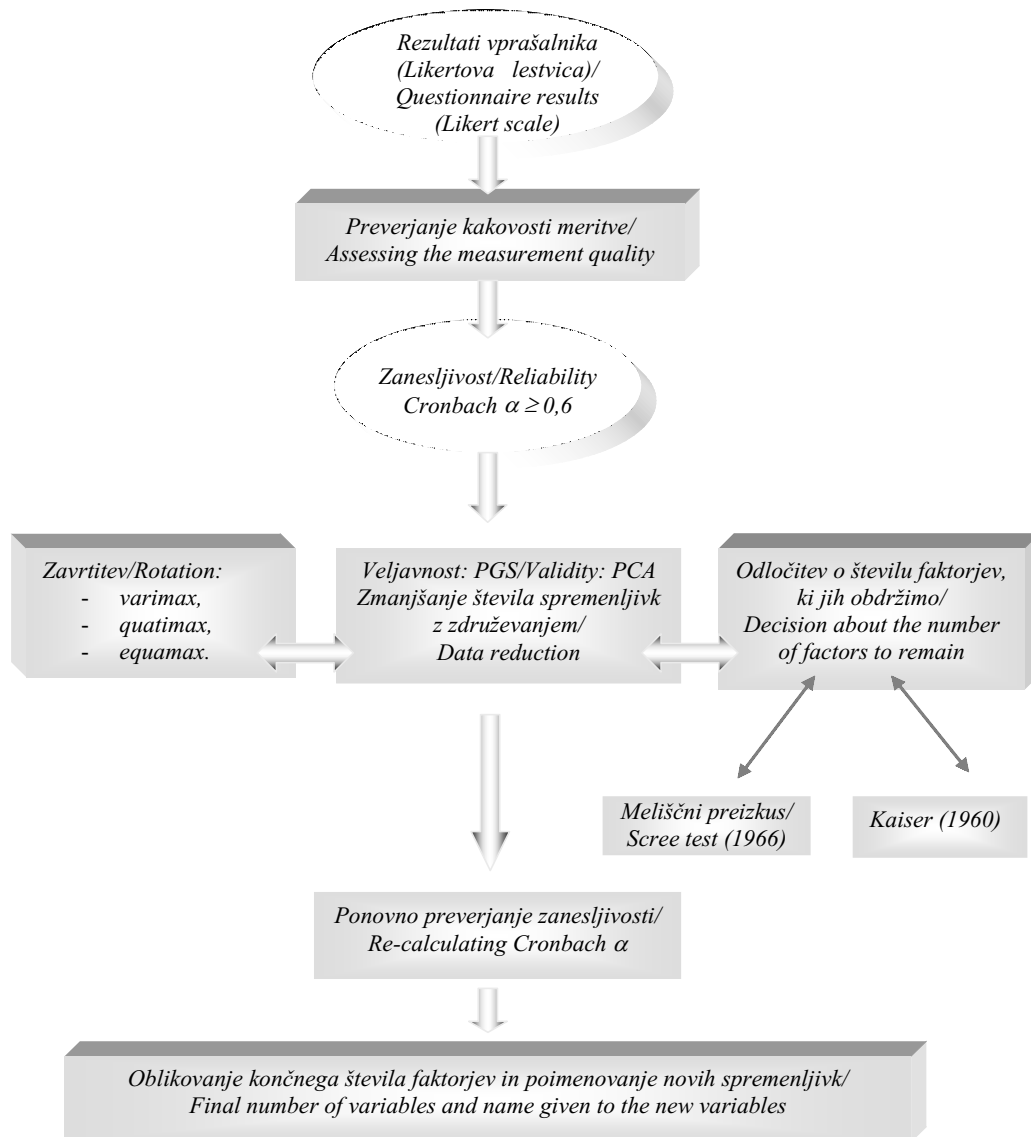 Rezultati vprašalnika
(Likertova lestvica)/
Questionnaire results
(Likert scale)
Preverjanje kakovosti meritve/
Assessing the measurement quality
Zanesljivost/Reliability
Cronbach α ≥ 0,6
Zavrtitev/Rotation:
- varimax,
- quatimax,
- equamax.
Veljavnost: PGS/Validity: PCA
Zmanjšanje števila spremenljivk
z združevanjem/
Data reduction
Odločitev o številu faktorjev,
ki jih obdržimo/
Decision about the number
of factors to remain
Meliščni preizkus/
Scree test (1966)
Kaiser (1960)
Ponovno preverjanje zanesljivosti/
Re-calculating Cronbach α
Oblikovanje končnega števila faktorjev in poimenovanje novih spremenljivk/
Final number of variables and name given to the new variables